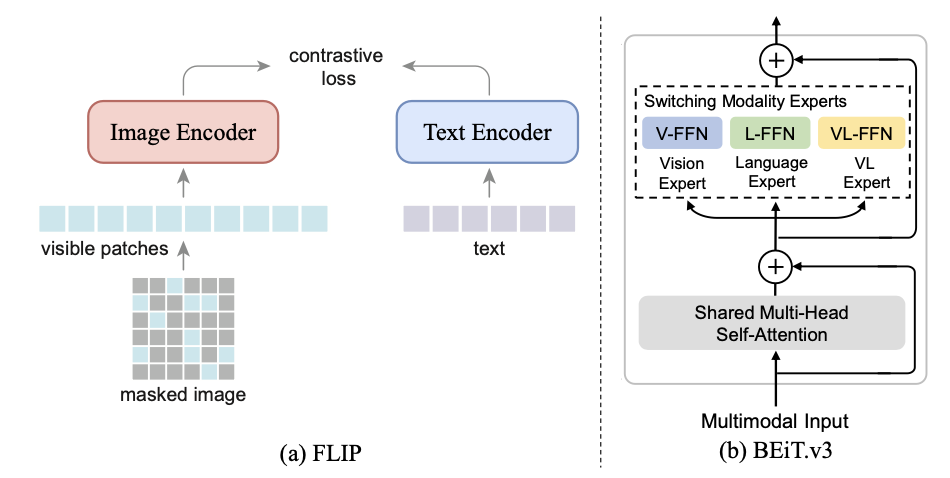 contrastive
loss
Image Encoder
Text Encoder
visible patches
text
masked image
(a) FLIP
Switching Modality Experts
V-FFN
L-FFN
VL-FFN
Vision
Expert
Language
Expert
VL
Expert
Shared Multi-Head
Self-Attention
Multimodal Input
(b) BEiT.v3